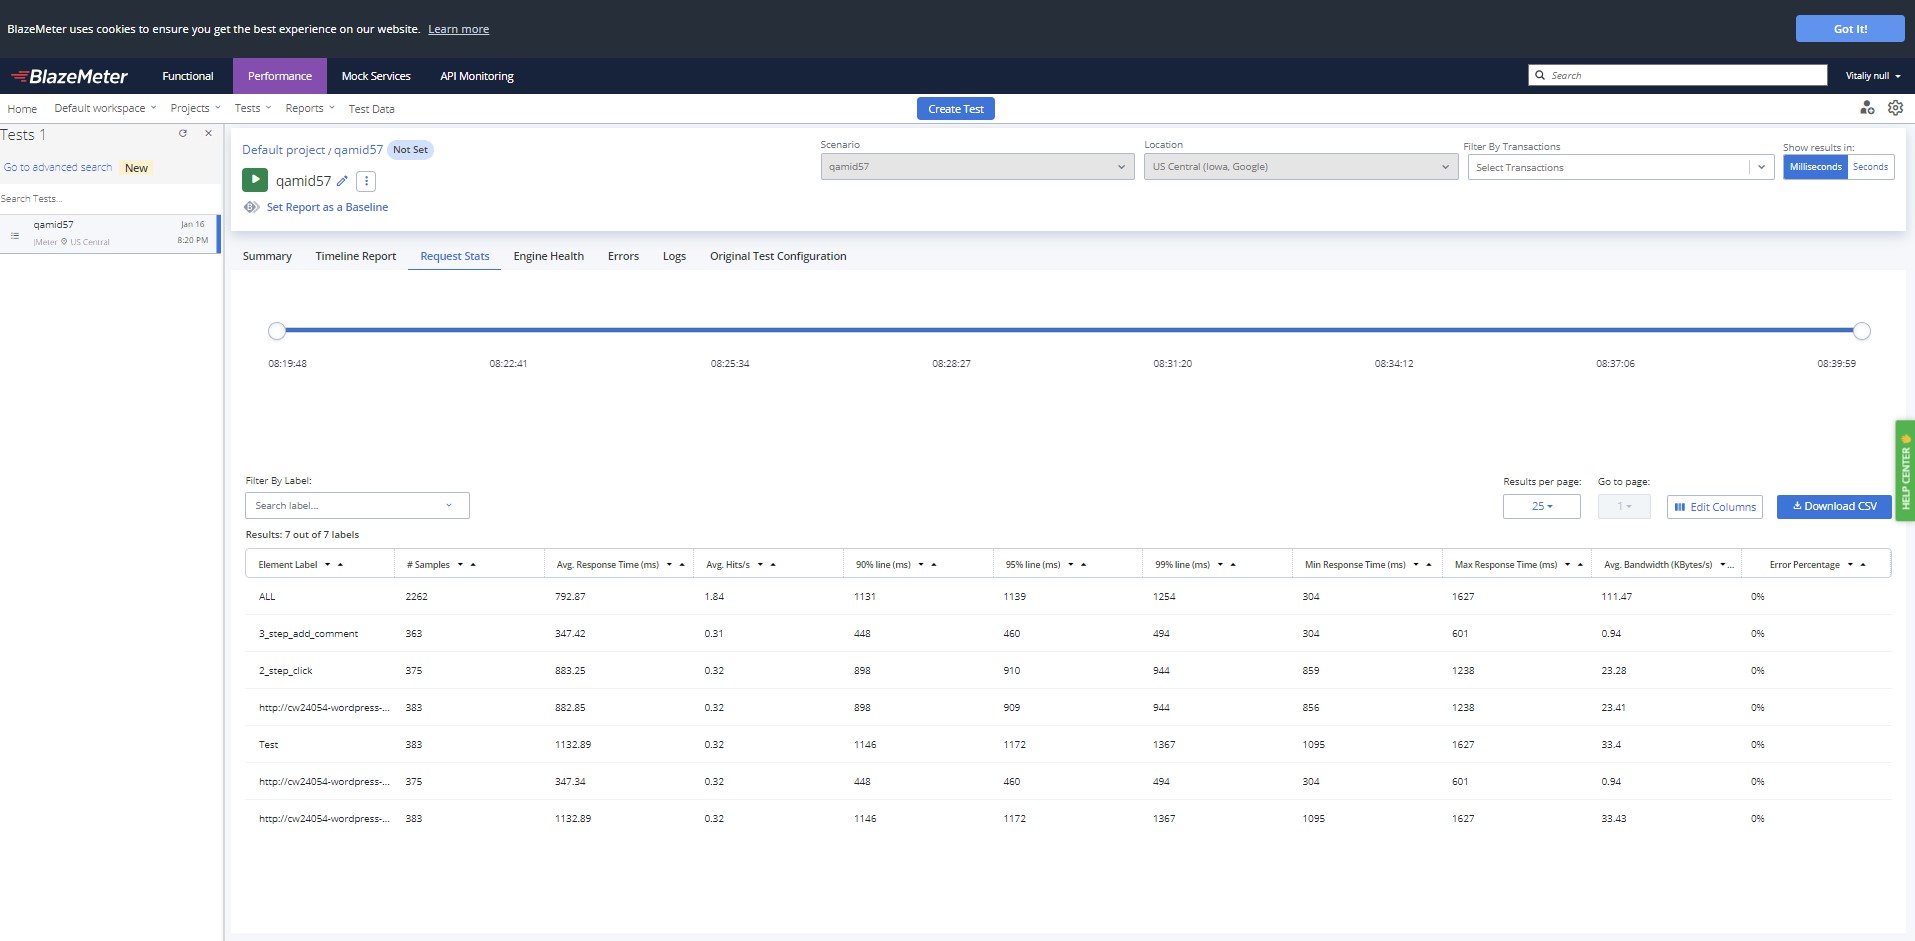 BlazeMeter uses cookies to ensure you get the best experience on our website. Learn more
Got It!
BlazeMeter Functional Performance Mock Services API Monitoring Search Vitaliy null
Home Default workspace Projects Tests Reports Test Data Create Test
Tests 1
Go to advanced search New
Search Tests...
qamid57 Jan 16
JMeter US Central 8:20 PM
Default project / qamid57 Not Set
qamid57
Set Report as a Baseline
Scenario Location Filter By Transactions Show results in:
qamid57 US Central (Iowa, Google) Select Transactions Milliseconds Seconds
Summary Timeline Report Request Stats Engine Health Errors Logs Original Test Configuration
08:19:48 08:22:41 08:25:34 08:28:27 08:31:20 08:34:12 08:37:06 08:39:59
HELP CENTER
Filter By Label: Results per page: Go to page:
Search label... 25 1 Edit Columns Download CSV
Results: 7 out of 7 labels
Element Label # Samples Avg. Response Time (ms) Avg. Hits/s 90% line (ms) 95% line (ms) 99% line (ms) Min Response Time (ms) Max Response Time (ms) Avg. Bandwidth (KBytes/s) ... Error Percentage
ALL 2262 792.87 1.84 1131 1139 1254 304 1627 111.47 0%
3_step_add_comment 363 347.42 0.31 448 460 494 304 601 0.94 0%
2_step_click 375 883.25 0.32 898 910 944 859 1238 23.28 0%
http://cw24054-wordpress-... 383 882.85 0.32 898 909 944 856 1238 23.41 0%
Test 383 1132.89 0.32 1146 1172 1367 1095 1627 33.4 0%
http://cw24054-wordpress-... 375 347.34 0.32 448 460 494 304 601 0.94 0%
http://cw24054-wordpress-... 383 1132.89 0.32 1146 1172 1367 1095 1627 33.43 0%